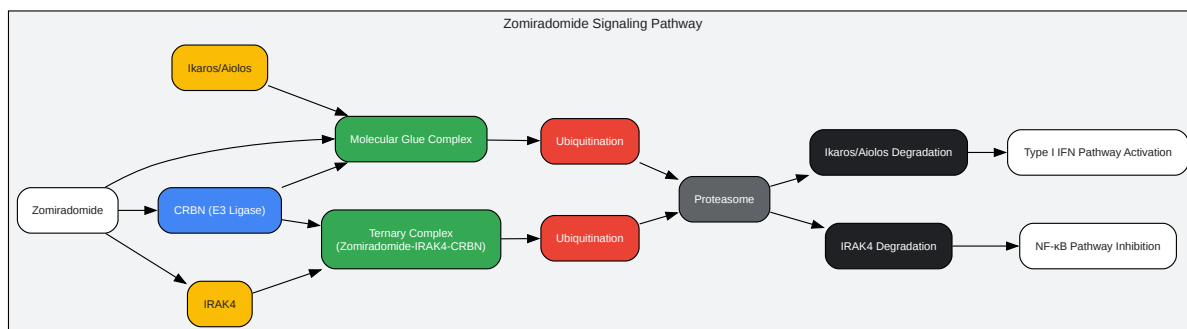 Zomiradomide Signaling Pathway
Ikaros/Aiolos
Molecular Glue Complex
Ubiquitination
Ikaros/Aiolos Degradation
Type I IFN Pathway Activation
Zomiradomide
CRBN (E3 Ligase)
Proteasome
Ternary Complex
(Zomiradomide-IRAK4-CRBN)
Ubiquitination
IRAK4 Degradation
NF-κB Pathway Inhibition
IRAK4